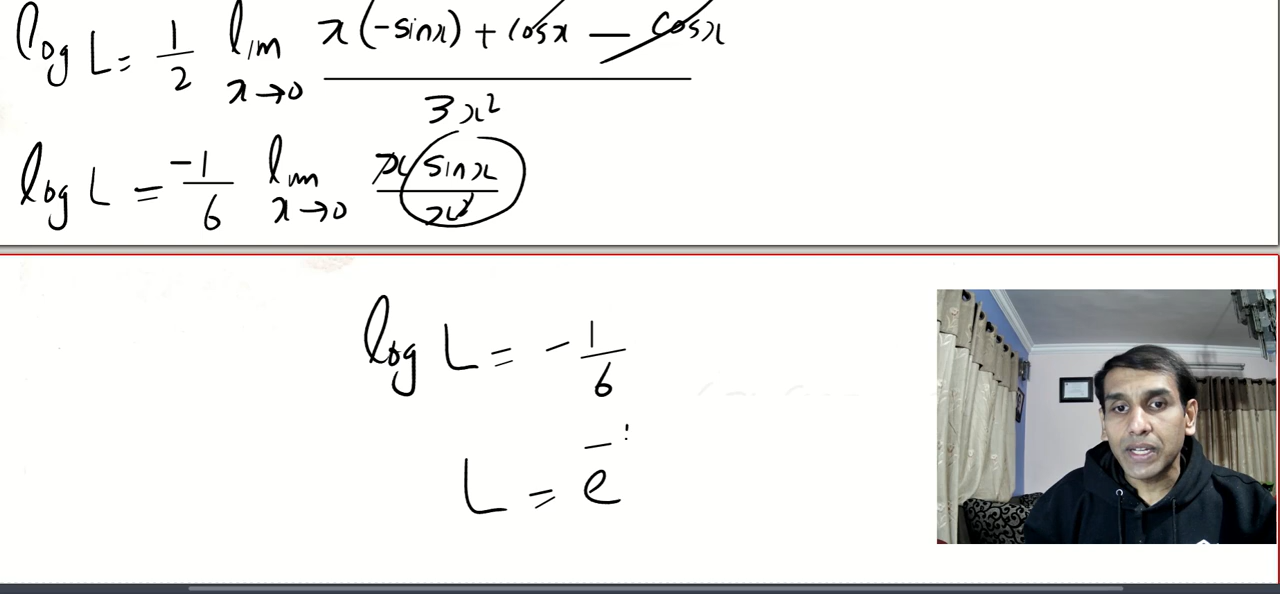 log L = 1/2 lim x→0 x(-sinx) + cosx - cosx / 3x²
log L = -1/6 lim x→0 x sinx / x²
log L = - 1/6
L = e⁻